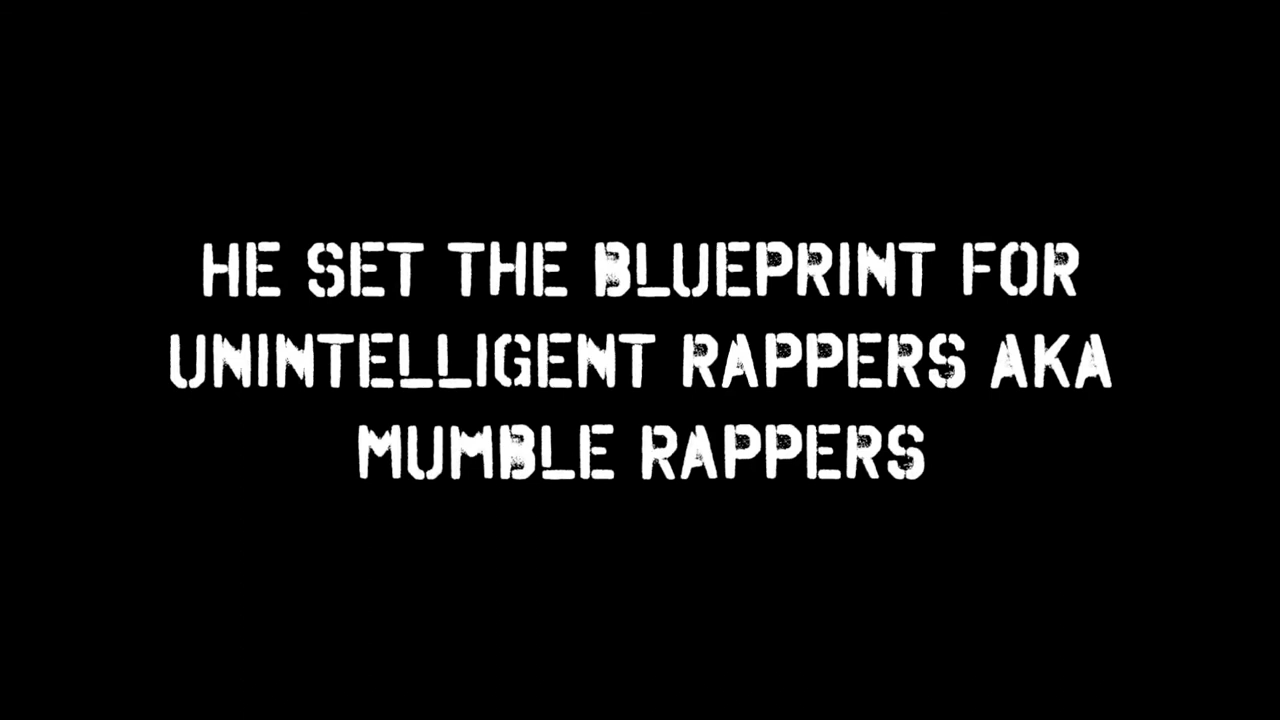 HE SET THE BLUEPRINT FOR
UNINTELLIGENT RAPPERS AKA
MUMBLE RAPPERS